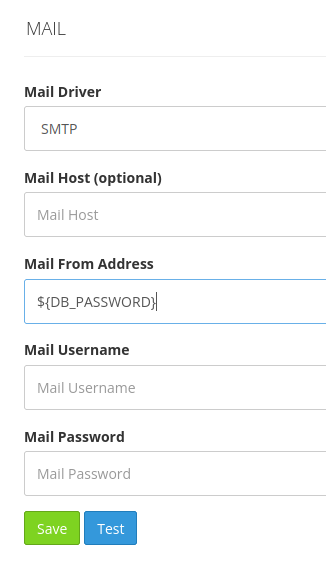 MAIL
Mail Driver
SMTP
Mail Host (optional)
Mail Host
Mail From Address
${DB_PASSWORD}
Mail Username
Mail Username
Mail Password
Mail Password
Save Test